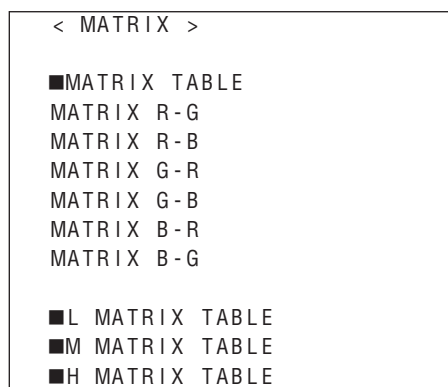 < MATRIX >
■MATRIX TABLE
MATRIX R-G
MATRIX R-B
MATRIX G-R
MATRIX G-B
MATRIX B-R
MATRIX B-G
■L MATRIX TABLE
■M MATRIX TABLE
■H MATRIX TABLE